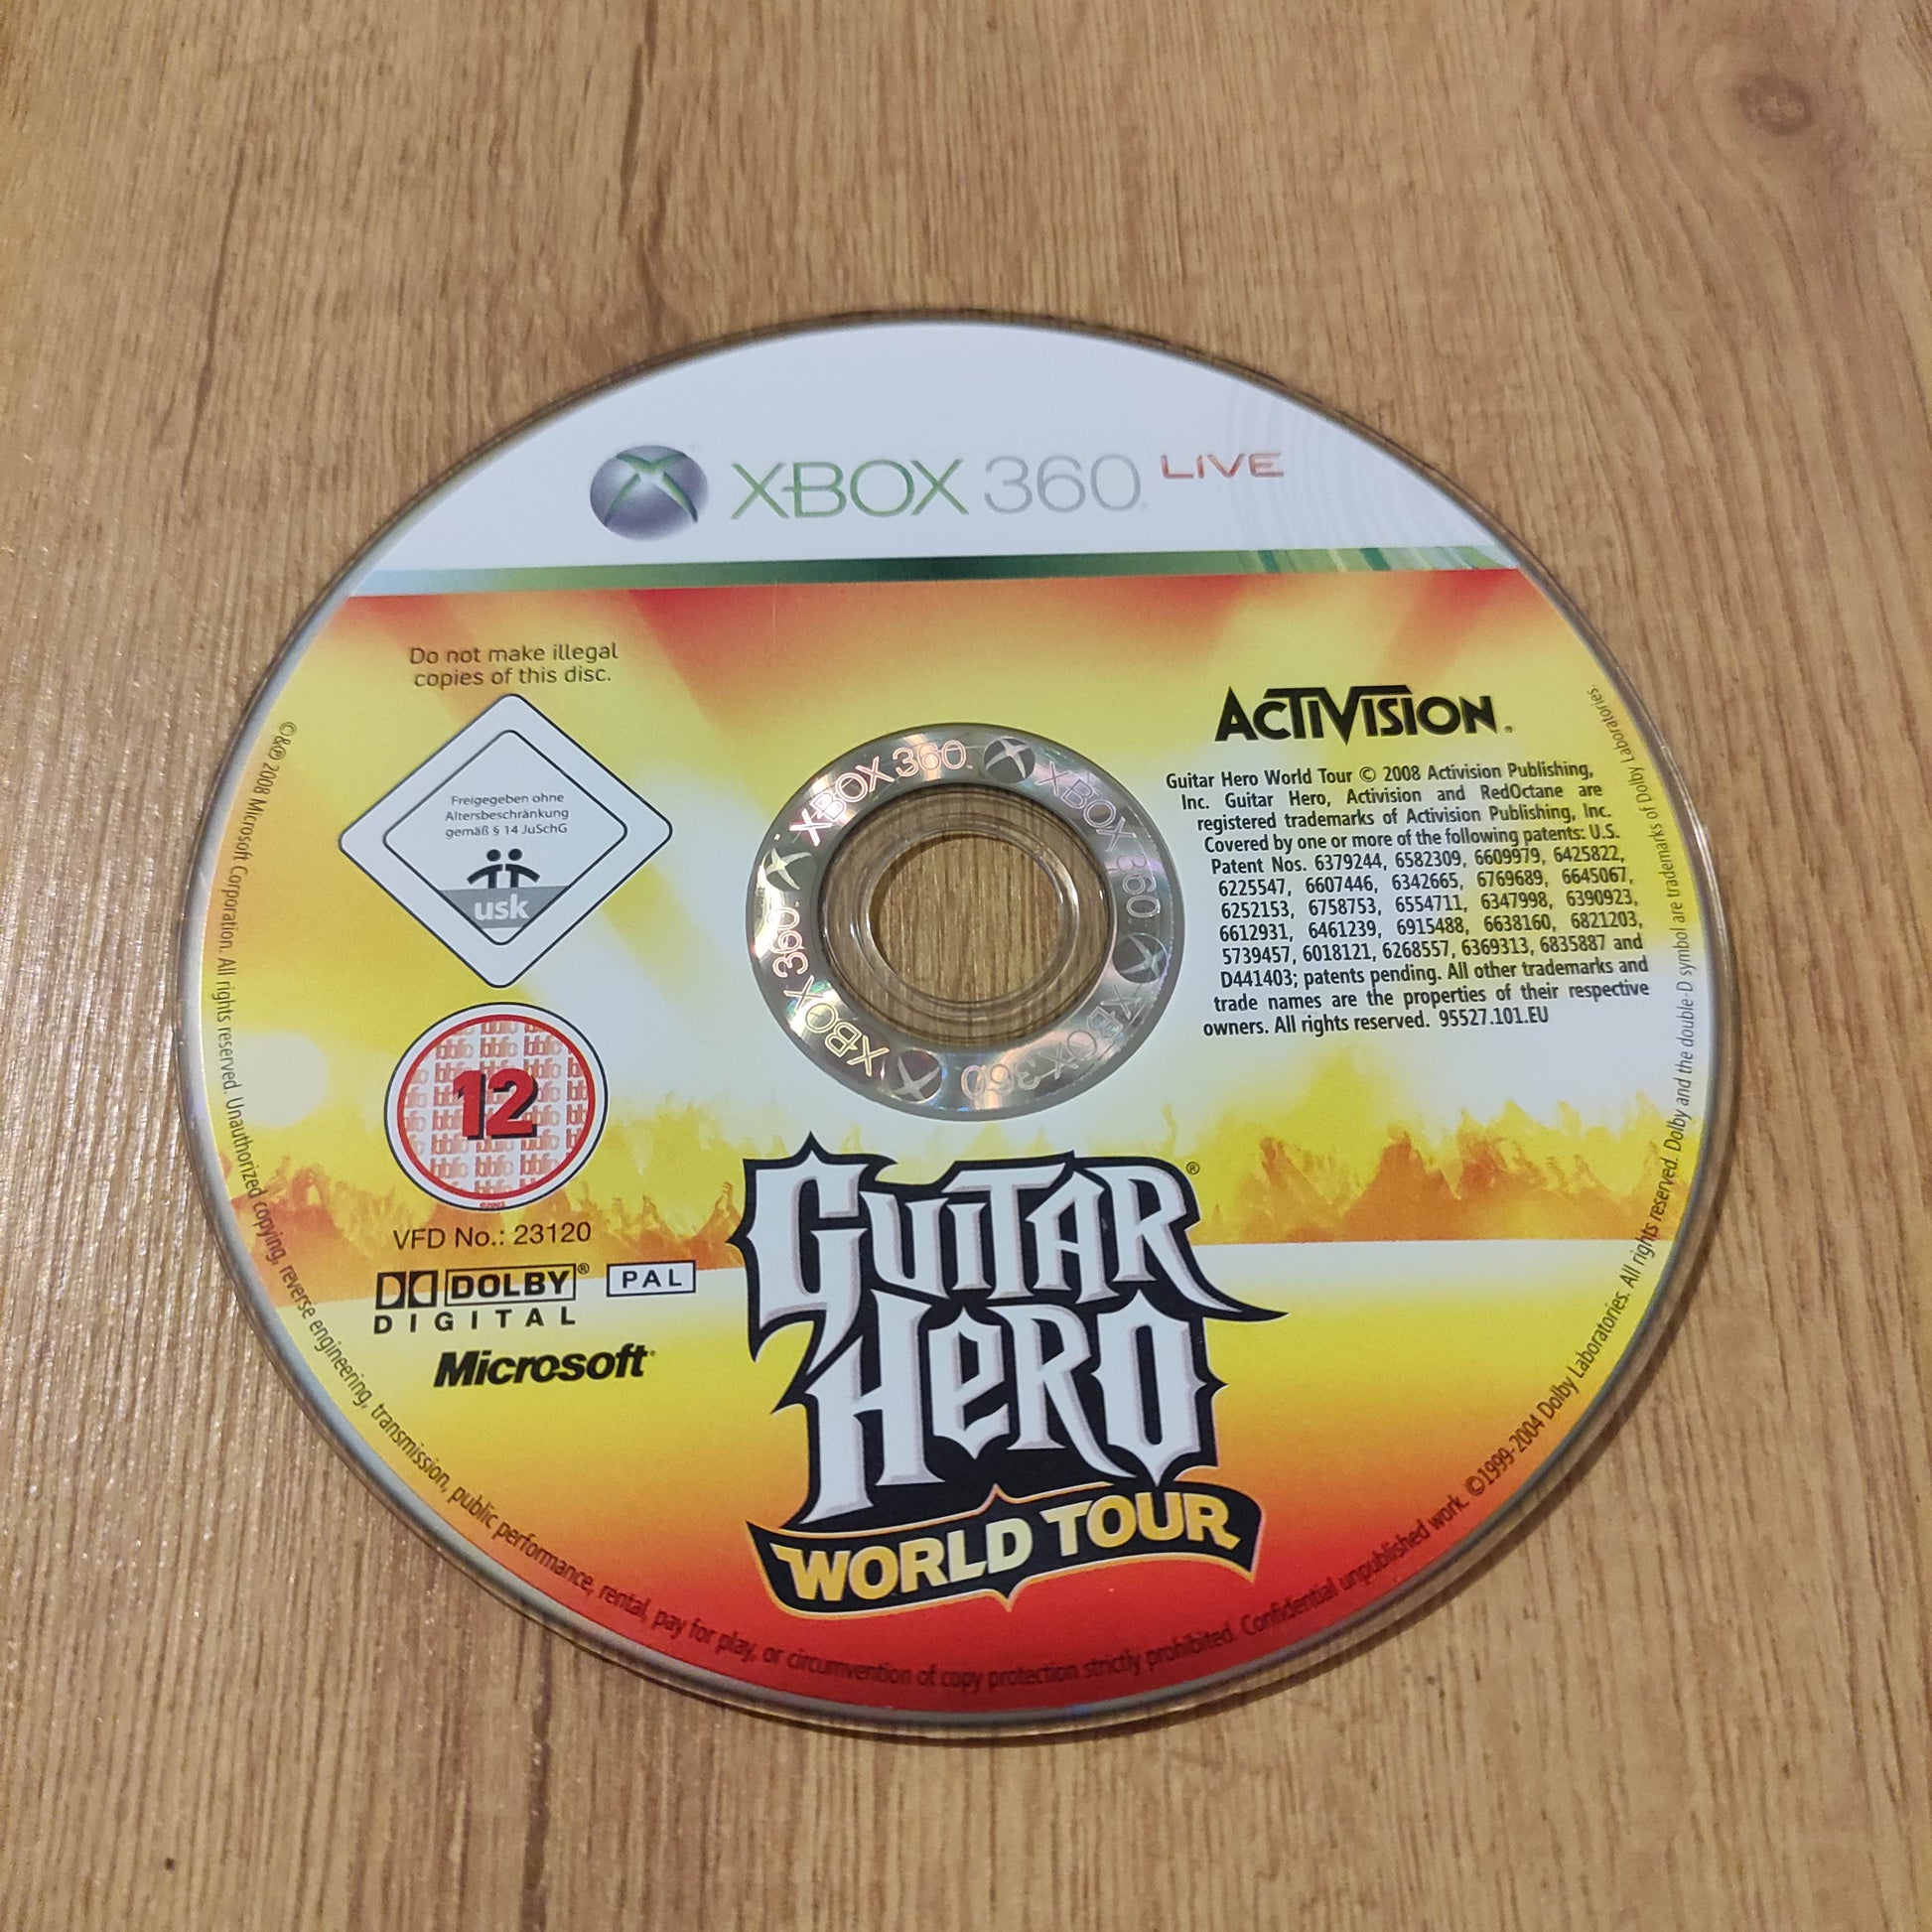 XBOX 360 LIVE
Do not make illegal
copies of this disc.
Freigegeben ohne
Altersbeschränkung
gemäß § 14 JuSchG
usk
bbfc
12
VFD No.: 23120
DOLBY®
DIGITAL
PAL
Microsoft
XBOX 360
XBOX 360
XBOX 360
XBOX 360
ACTIVISION
Guitar Hero World Tour © 2008 Activision Publishing,
Inc. Guitar Hero, Activision and RedOctane are
registered trademarks of Activision Publishing, Inc.
Covered by one or more of the following patents: U.S.
Patent Nos. 6379244, 6582309, 6609979, 6425822,
6225547, 6607446, 6342665, 6769689, 6645067,
6252153, 6758753, 6554711, 6347998, 6390923,
6612931, 6461239, 6915488, 6638160, 6821203,
5739457, 6018121, 6268557, 6369313, 6835887 and
D441403; patents pending. All other trademarks and
trade names are the properties of their respective
owners. All rights reserved. 95527.101.EU
GUITAR®
HERO
WORLD TOUR
©&℗ 2008 Microsoft Corporation. All rights reserved. Unauthorized copying, reverse engineering, transmission, public performance, rental, pay for play, or circumvention of copy protection strictly prohibited. Confidential unpublished work. ©1999-2004 Dolby Laboratories. All rights reserved. Dolby and the double-D symbol are trademarks of Dolby Laboratories.